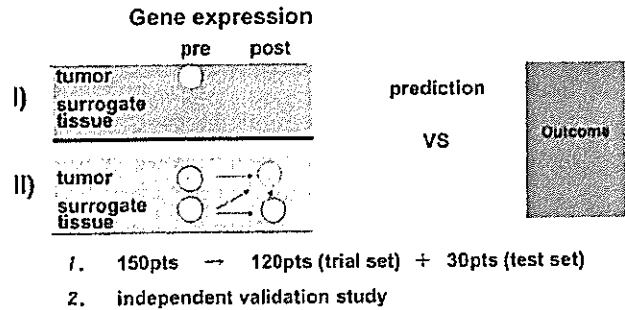 Gene expression
pre post
I) tumor
surrogate
tissue
prediction
VS
Outcome
II) tumor
surrogate
tissue
1. 150pts → 120pts (trial set) + 30pts (test set)
2. independent validation study